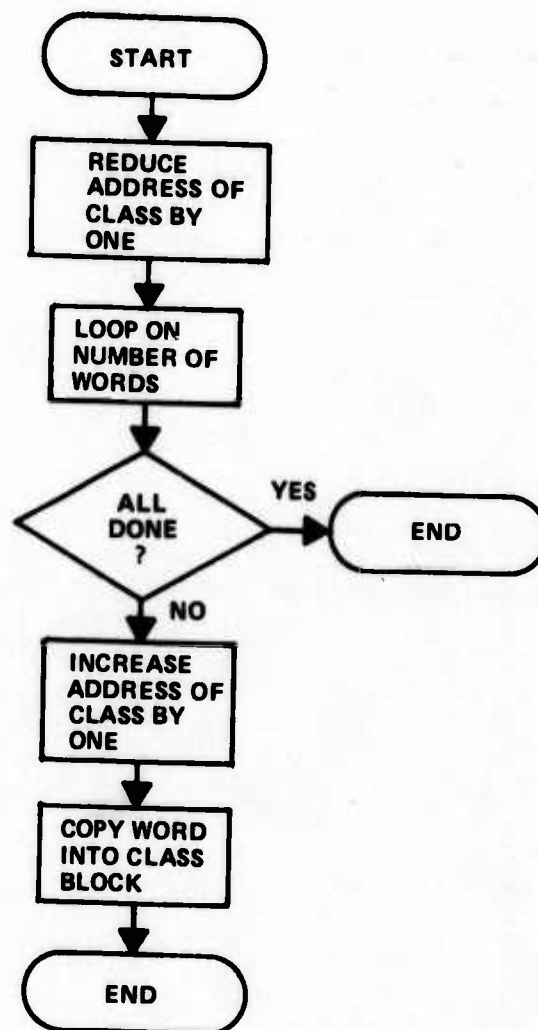 START
REDUCE
ADDRESS OF
CLASS BY
ONE
LOOP ON
NUMBER OF
WORDS
ALL
DONE
?
YES
END
NO
INCREASE
ADDRESS OF
CLASS BY
ONE
COPY WORD
INTO CLASS
BLOCK
END